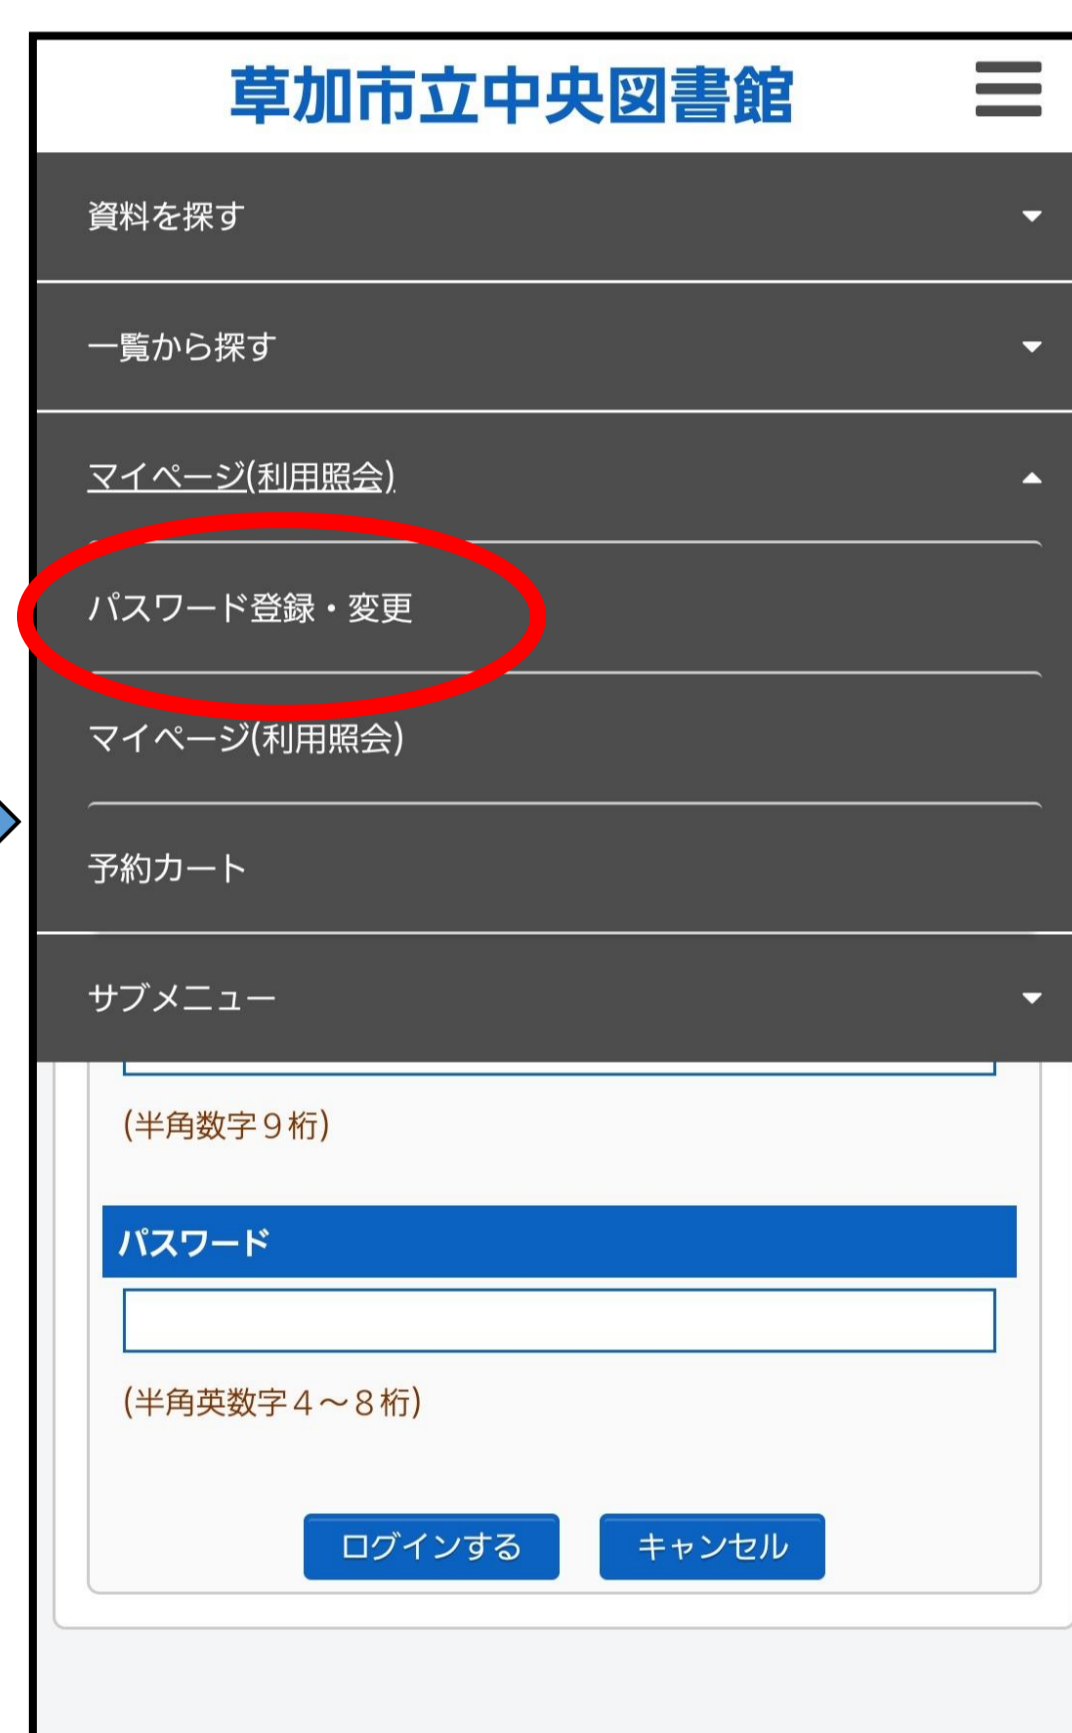 草加市立中央図書館
資料を探す
一覧から探す
マイページ(利用照会)
パスワード登録・変更
マイページ(利用照会)
予約カート
サブメニュー
(半角数字９桁)
パスワード
(半角英数字４～８桁)
ログインする
キャンセル